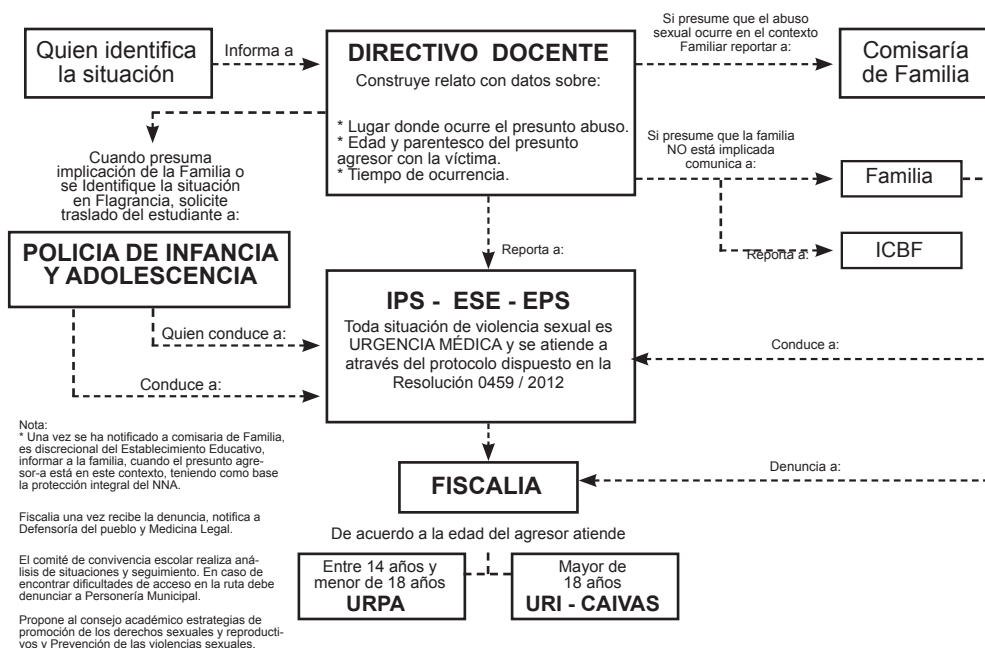 Quien identifica
la situación
Informa a
DIRECTIVO DOCENTE
Construye relato con datos sobre:
* Lugar donde ocurre el presunto abuso.
* Edad y parentesco del presunto
agresor con la víctima.
* Tiempo de ocurrencia.
Si presume que el abuso
sexual ocurre en el contexto
Familiar reportar a:
Comisaría
de Familia
Si presume que la familia
NO está implicada
comunica a:
Familia
Reporta a:
ICBF
Cuando presuma
implicación de la Familia o
se Identifique la situación
en Flagrancia, solicite
traslado del estudiante a:
POLICIA DE INFANCIA
Y ADOLESCENCIA
Reporta a:
Quien conduce a:
Conduce a:
IPS - ESE - EPS
Toda situación de violencia sexual es
URGENCIA MÉDICA y se atiende a
através del protocolo dispuesto en la
Resolución 0459 / 2012
Conduce a:
Nota:
* Una vez se ha notificado a comisaria de Familia,
es discrecional del Establecimiento Educativo,
informar a la familia, cuando el presunto agre-
sor-a está en este contexto, teniendo como base
la protección integral del NNA.
Fiscalia una vez recibe la denuncia, notifica a
Defensoría del pueblo y Medicina Legal.
El comité de convivencia escolar realiza aná-
lisis de situaciones y seguimiento. En caso de
encontrar dificultades de acceso en la ruta debe
denunciar a Personería Municipal.
Propone al consejo académico estrategias de
promoción de los derechos sexuales y reproducti-
vos y Prevención de las violencias sexuales.
FISCALIA
Denuncia a:
De acuerdo a la edad del agresor atiende
Entre 14 años y
menor de 18 años
URPA
Mayor de
18 años
URI - CAIVAS